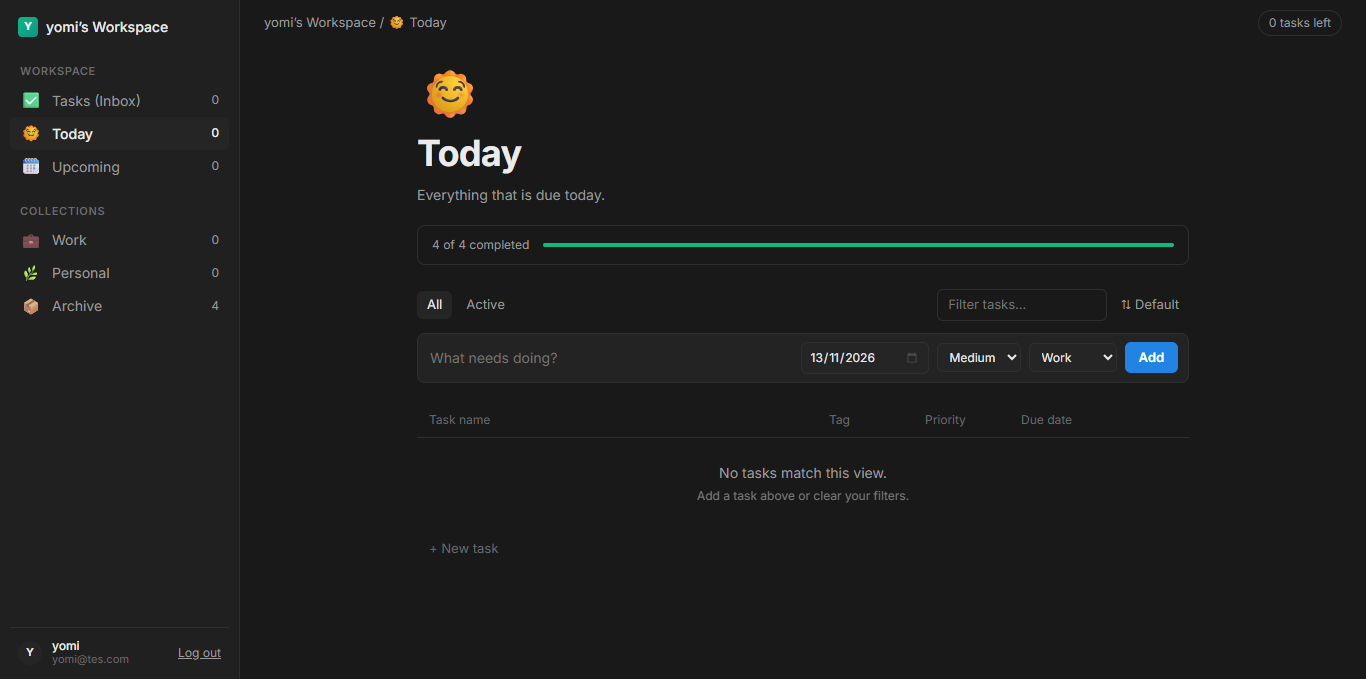 Y yomi’s Workspace
WORKSPACE
Tasks (Inbox) 0
Today 0
Upcoming 0
COLLECTIONS
Work 0
Personal 0
Archive 4
Y
yomi
yomi@tes.com
Log out
yomi’s Workspace / Today
0 tasks left
Today
Everything that is due today.
4 of 4 completed
All Active Filter tasks... ⇅ Default
What needs doing? 13/11/2026 Medium Work Add
Task name Tag Priority Due date
No tasks match this view.
Add a task above or clear your filters.
+ New task